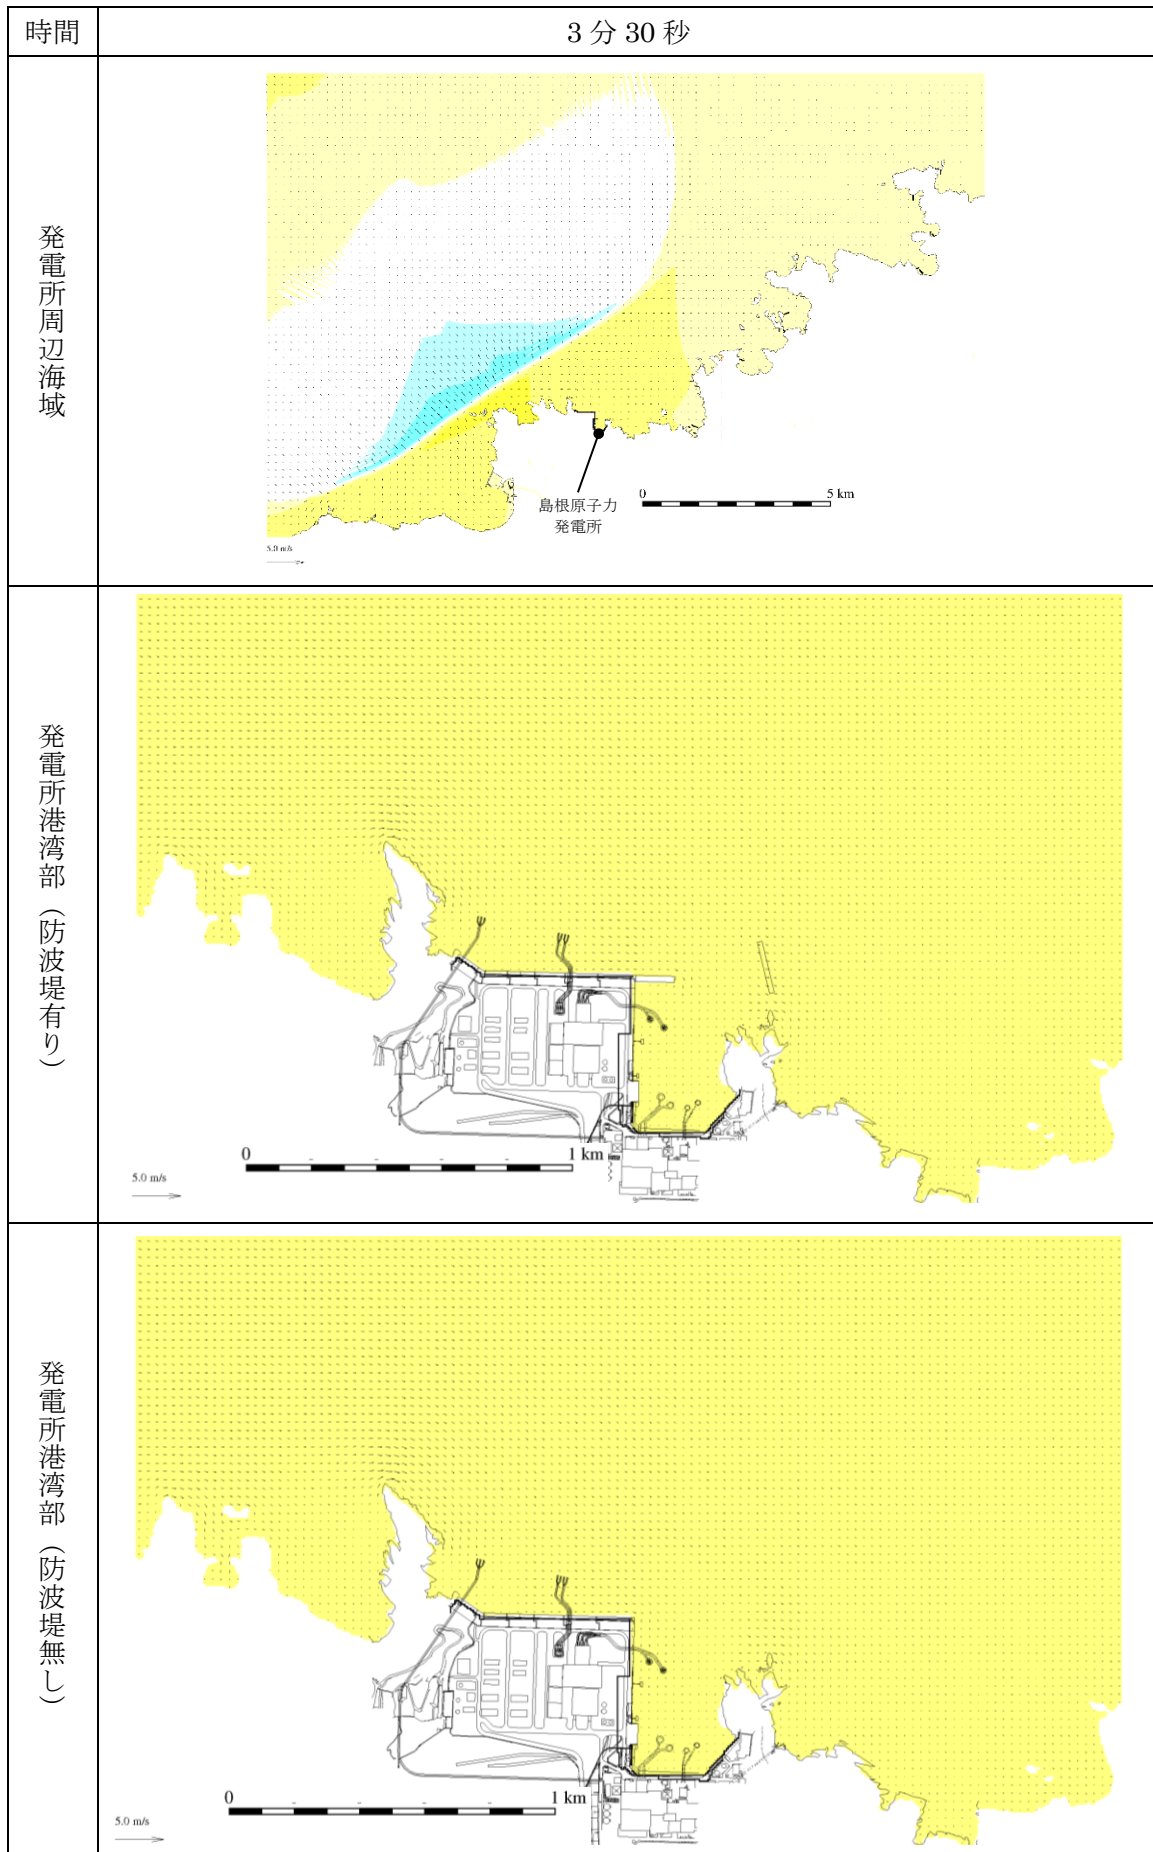 時間
3分30秒
発電所周辺海域
島根原子力
発電所
0
5 km
5.0 m/s
発電所港湾部（防波堤有り）
0
1 km
5.0 m/s
発電所港湾部（防波堤無し）
0
1 km
5.0 m/s